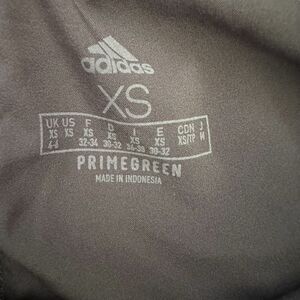 adidas
XS
UK US F D I E CDN J
XS XS XS XS XS XS XS/TP M
4-6 32-34 30-32 36-38 30-32
PRIMEGREEN
MADE IN INDONESIA